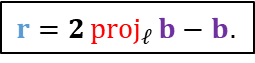 r = 2 projℓ b − b.